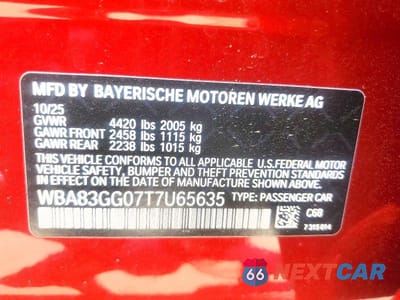 MFD BY BAYERISCHE MOTOREN WERKE AG
10/25
GVWR 4420 lbs 2005 kg
GAWR FRONT 2458 lbs 1115 kg
GAWR REAR 2238 lbs 1015 kg
THIS VEHICLE CONFORMS TO ALL APPLICABLE U.S.FEDERAL MOTOR
VEHICLE SAFETY, BUMPER AND THEFT PREVENTION STANDARDS
IN EFFECT ON THE DATE OF MANUFACTURE SHOWN ABOVE.
WBA83GG07T7U65635 TYPE: PASSENGER CAR
C6B
7315414
66 NEXTCAR